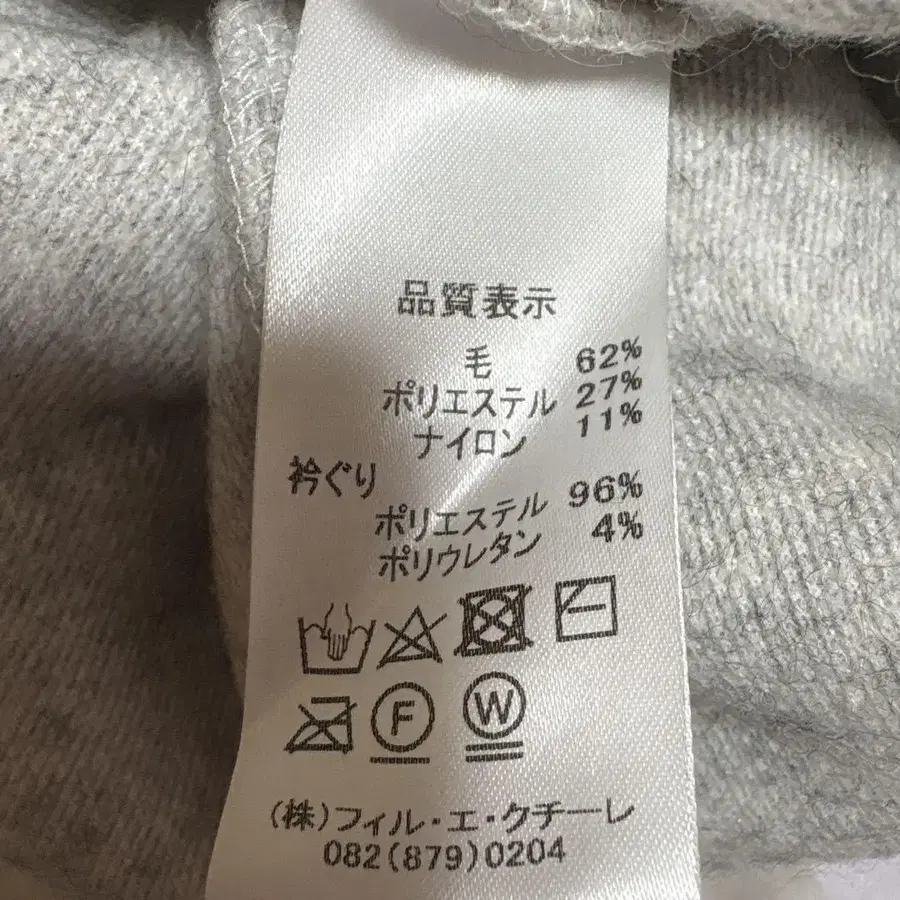 品質表示
毛 62%
ポリエステル 27%
ナイロン 11%
衿ぐり
ポリエステル 96%
ポリウレタン 4%
F W
(株)フィル・エ・クチーレ
082(879)0204